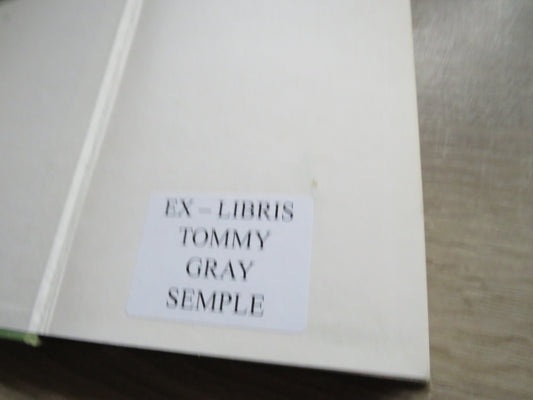 EX – LIBRIS
TOMMY
GRAY
SEMPLE